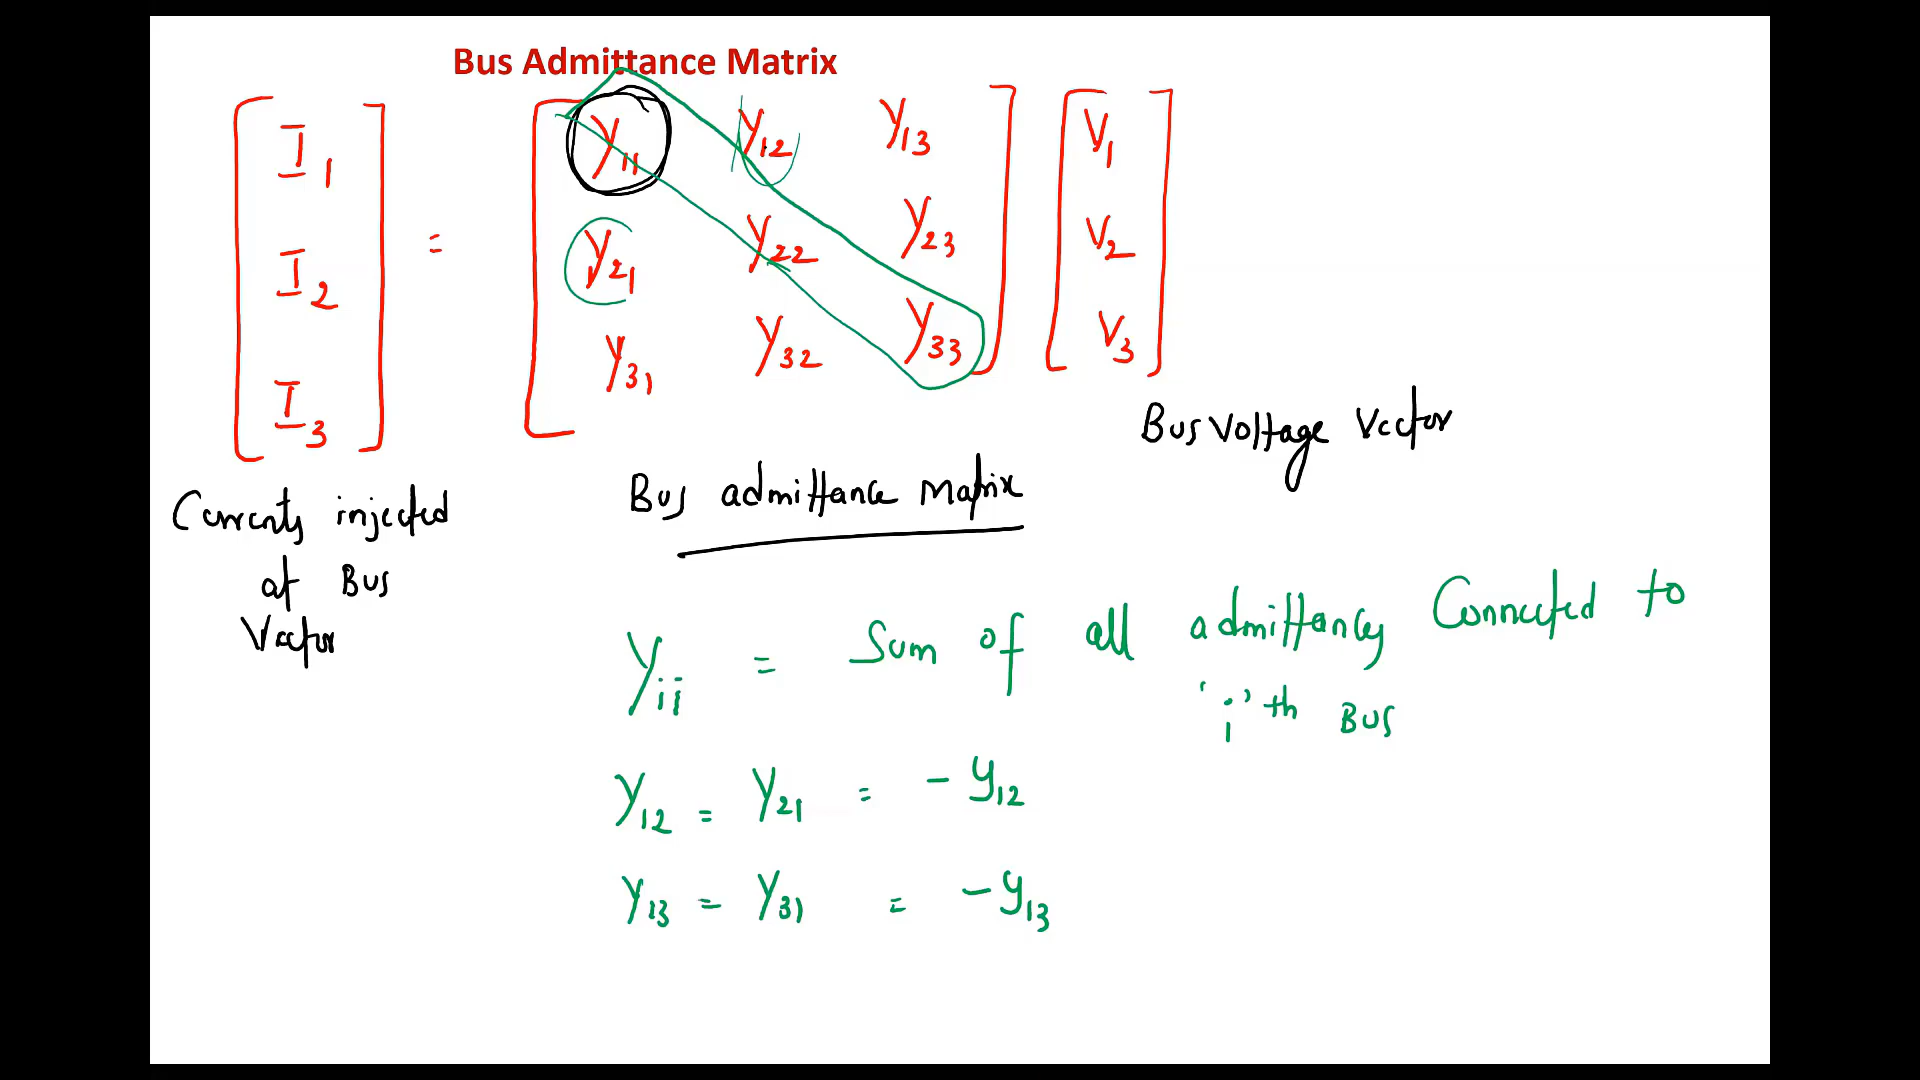 Bus Admittance Matrix
I1 = Y11 Y12 Y13 V1
I2 Y21 Y22 Y23 V2
I3 Y31 Y32 Y33 V3
Bus Voltage Vector
Bus admittance Matrix
Currents injected
at Bus
Vector
Yii = Sum of all admittances Connected to
'i'th Bus
Y12 = Y21 = - y12
Y13 = Y31 = - y13